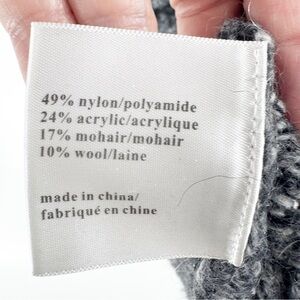 49% nylon/polyamide
24% acrylic/acrylique
17% mohair/mohair
10% wool/laine
made in china/
fabriqué en chine